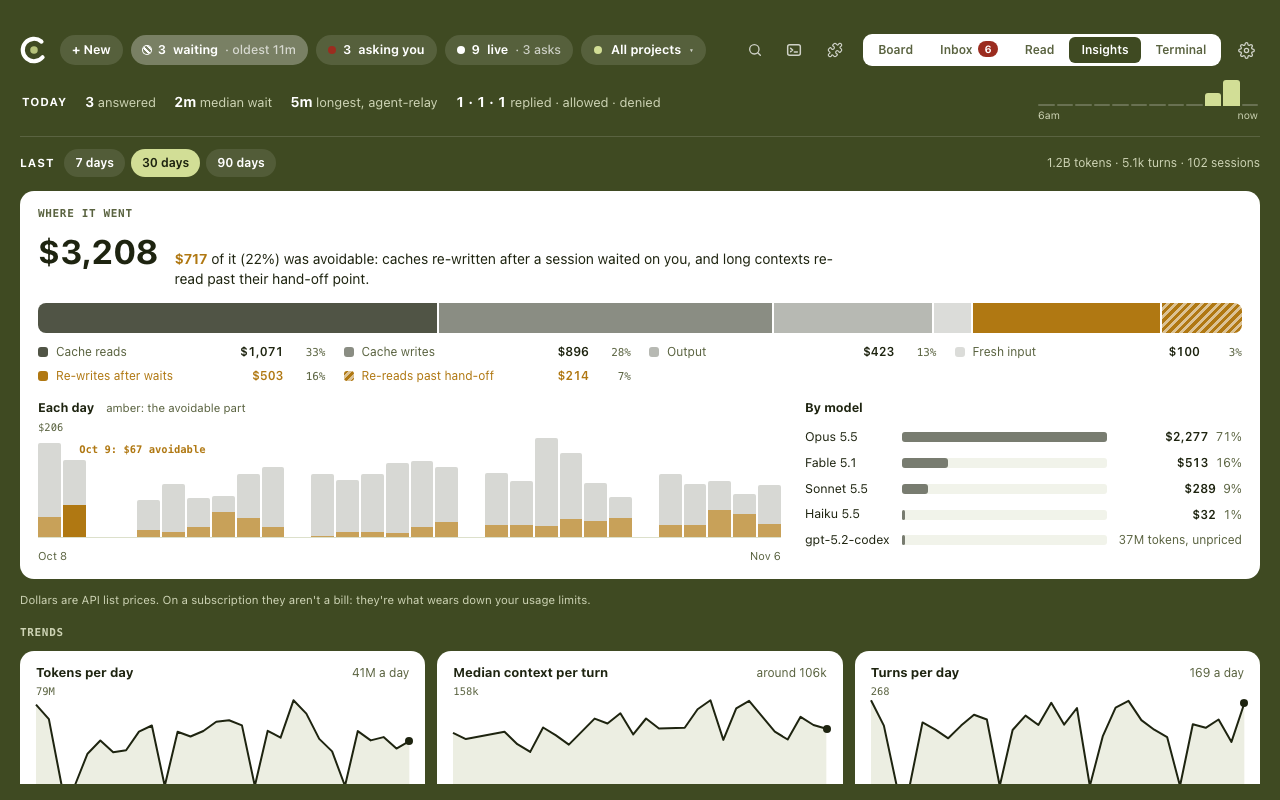 + New
3 waiting · oldest 11m
3 asking you
9 live · 3 asks
All projects
Board
Inbox 6
Read
Insights
Terminal
TODAY 3 answered 2m median wait 5m longest, agent-relay 1 · 1 · 1 replied · allowed · denied
6am now
LAST 7 days 30 days 90 days
1.2B tokens · 5.1k turns · 102 sessions
WHERE IT WENT
$3,208
$717 of it (22%) was avoidable: caches re-written after a session waited on you, and long contexts re-
read past their hand-off point.
Cache reads $1,071 33% Cache writes $896 28% Output $423 13% Fresh input $100 3%
Re-writes after waits $503 16% Re-reads past hand-off $214 7%
Each day amber: the avoidable part
$206
Oct 9: $67 avoidable
Oct 8 Nov 6
By model
Opus 5.5 $2,277 71%
Fable 5.1 $513 16%
Sonnet 5.5 $289 9%
Haiku 5.5 $32 1%
gpt-5.2-codex 37M tokens, unpriced
Dollars are API list prices. On a subscription they aren't a bill: they're what wears down your usage limits.
TRENDS
Tokens per day 41M a day
79M
Median context per turn around 106k
158k
Turns per day 169 a day
268